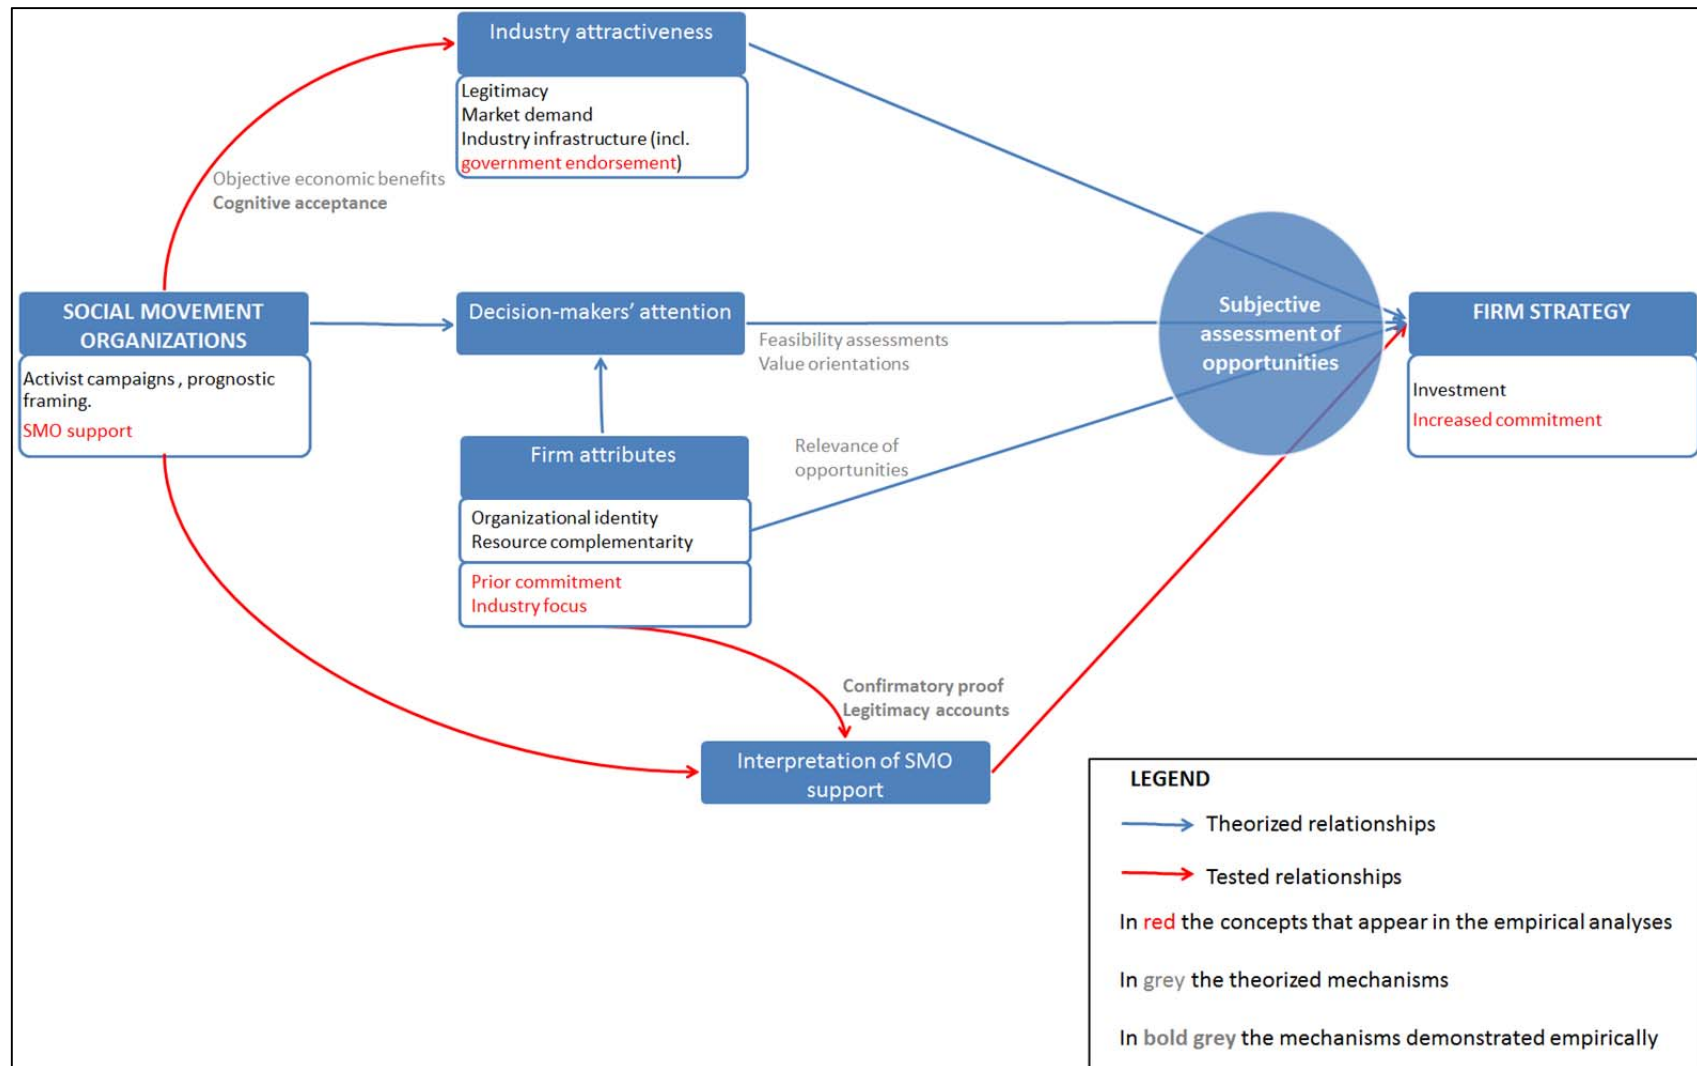 Industry attractiveness
Legitimacy
Market demand
Industry infrastructure (incl.
government endorsement)
Objective economic benefits
Cognitive acceptance
SOCIAL MOVEMENT
ORGANIZATIONS
Activist campaigns , prognostic
framing.
SMO support
Decision-makers’ attention
Feasibility assessments
Value orientations
Firm attributes
Organizational identity
Resource complementarity
Prior commitment
Industry focus
Relevance of
opportunities
Confirmatory proof
Legitimacy accounts
Interpretation of SMO
support
Subjective
assessment of
opportunities
FIRM STRATEGY
Investment
Increased commitment
LEGEND
Theorized relationships
Tested relationships
In red the concepts that appear in the empirical analyses
In grey the theorized mechanisms
In bold grey the mechanisms demonstrated empirically